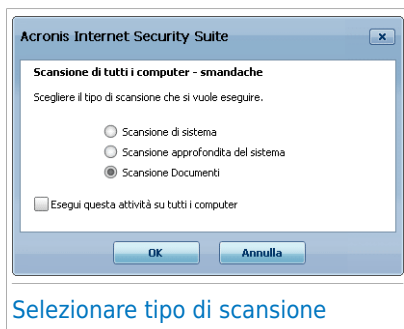 Acronis Internet Security Suite
Scansione di tutti i computer - smandache
Scegliere il tipo di scansione che si vuole eseguire.
Scansione di sistema
Scansione approfondita del sistema
Scansione Documenti
Esegui questa attività su tutti i computer
OK Annulla
Selezionare tipo di scansione